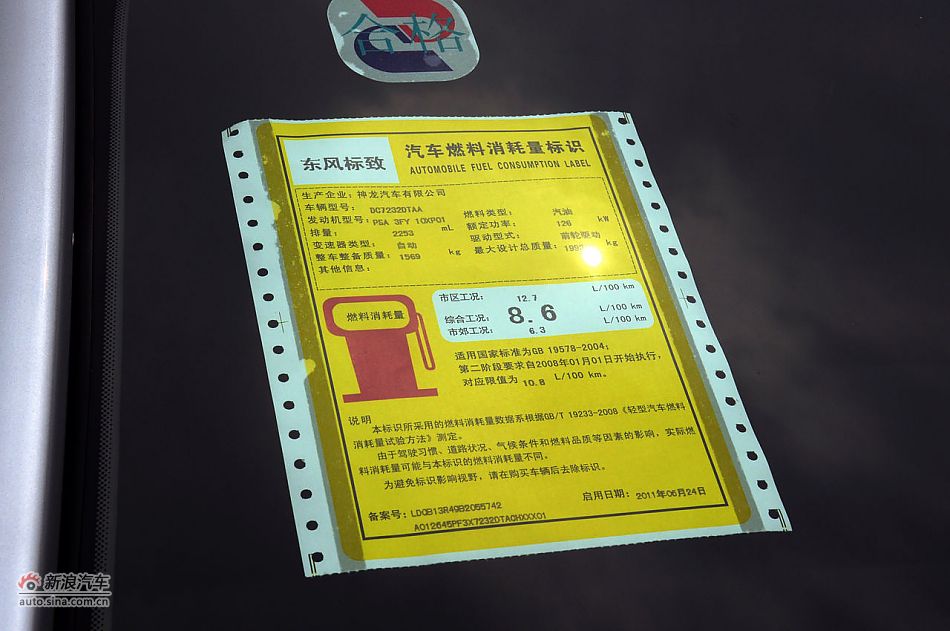 合格
东风标致
汽车燃料消耗量标识
AUTOMOBILE FUEL CONSUMPTION LABEL
生产企业：神龙汽车有限公司
车辆型号： DC7232DTAA 燃料类型： 汽油
发动机型号：PSA 3FY 10XP01 额定功率： 126 kW
排量： 2253 mL 驱动型式： 前轮驱动
变速器类型： 自动 最大设计总质量： kg
整车整备质量： 1569 kg
其他信息：
燃料消耗量
市区工况： 12.7 L/100 km
综合工况： 8.6 L/100 km
市郊工况： 6.3 L/100 km
适用国家标准为GB 19578-2004；
第二阶段要求自2008年01月01日开始执行，
对应限值为 10.8 L/100 km。
说明
本标识所采用的燃料消耗量数据系根据GB/T 19233-2008《轻型汽车燃料
消耗量试验方法》测定。
由于驾驶习惯、道路状况、气候条件和燃料品质等因素的影响，实际燃
料消耗量可能与本标识的燃料消耗量不同。
为避免标识影响视野，请在购买车辆后去除标识。
备案号：LDCB13R49B2055742 启用日期： 2011年06月24日
A012645PF3X7232DTACHXXX01
新浪汽车
auto.sina.com.cn